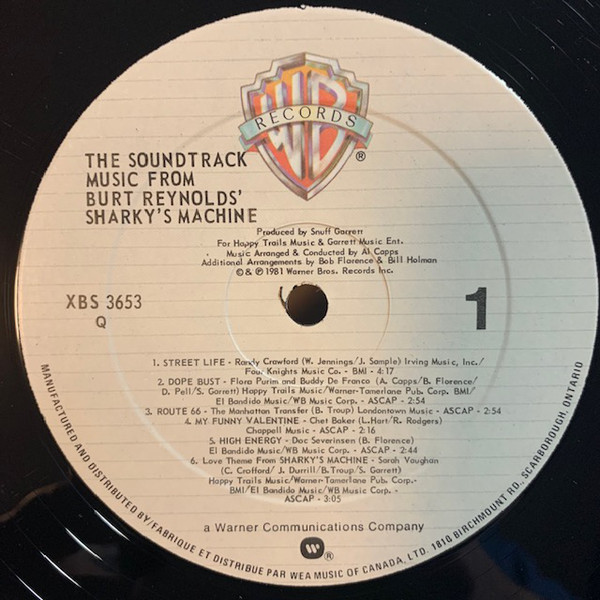 WB
RECORDS
®
THE SOUNDTRACK
MUSIC FROM
BURT REYNOLDS'
SHARKY'S MACHINE
Produced by Snuff Garrett
For Happy Trails Music & Garrett Music Ent.
Music Arranged & Conducted by Al Capps
Additional Arrangements by Bob Florence & Bill Holman
© & ℗ 1981 Warner Bros. Records Inc.
XBS 3653
Q
1
1. STREET LIFE - Randy Crawford (W. Jennings/J. Sample) Irving Music, Inc./
Four Knights Music Co. - BMI - 4:17
2. DOPE BUST - Flora Purim and Buddy De Franco (A. Capps/B. Florence/
D. Pell/S. Garrett) Happy Trails Music/Warner-Tamerlane Pub. Corp. BMI/
El Bandido Music/WB Music Corp. - ASCAP - 2:54
3. ROUTE 66 - The Manhattan Transfer (B. Troup) Londontown Music - ASCAP - 2:54
4. MY FUNNY VALENTINE - Chet Baker (L.Hart/R. Rodgers)
Chappell Music - ASCAP - 2:16
5. HIGH ENERGY - Doc Severinsen (B. Florence)
El Bandido Music/WB Music Corp. - ASCAP - 2:44
6. Love Theme From SHARKY'S MACHINE - Sarah Vaughan
(C. Crofford/ J. Durrill/B.Troup/S. Garrett)
Happy Trails Music/Warner-Tamerlane Pub. Corp.-
BMI/El Bandido Music/WB Music Corp. -
ASCAP - 3:05
a Warner Communications Company
®
MANUFACTURED AND DISTRIBUTED BY/FABRIQUE ET DISTRIBUE PAR WEA MUSIC OF CANADA, LTD. 1810 BIRCHMOUNT RD., SCARBOROUGH, ONTARIO